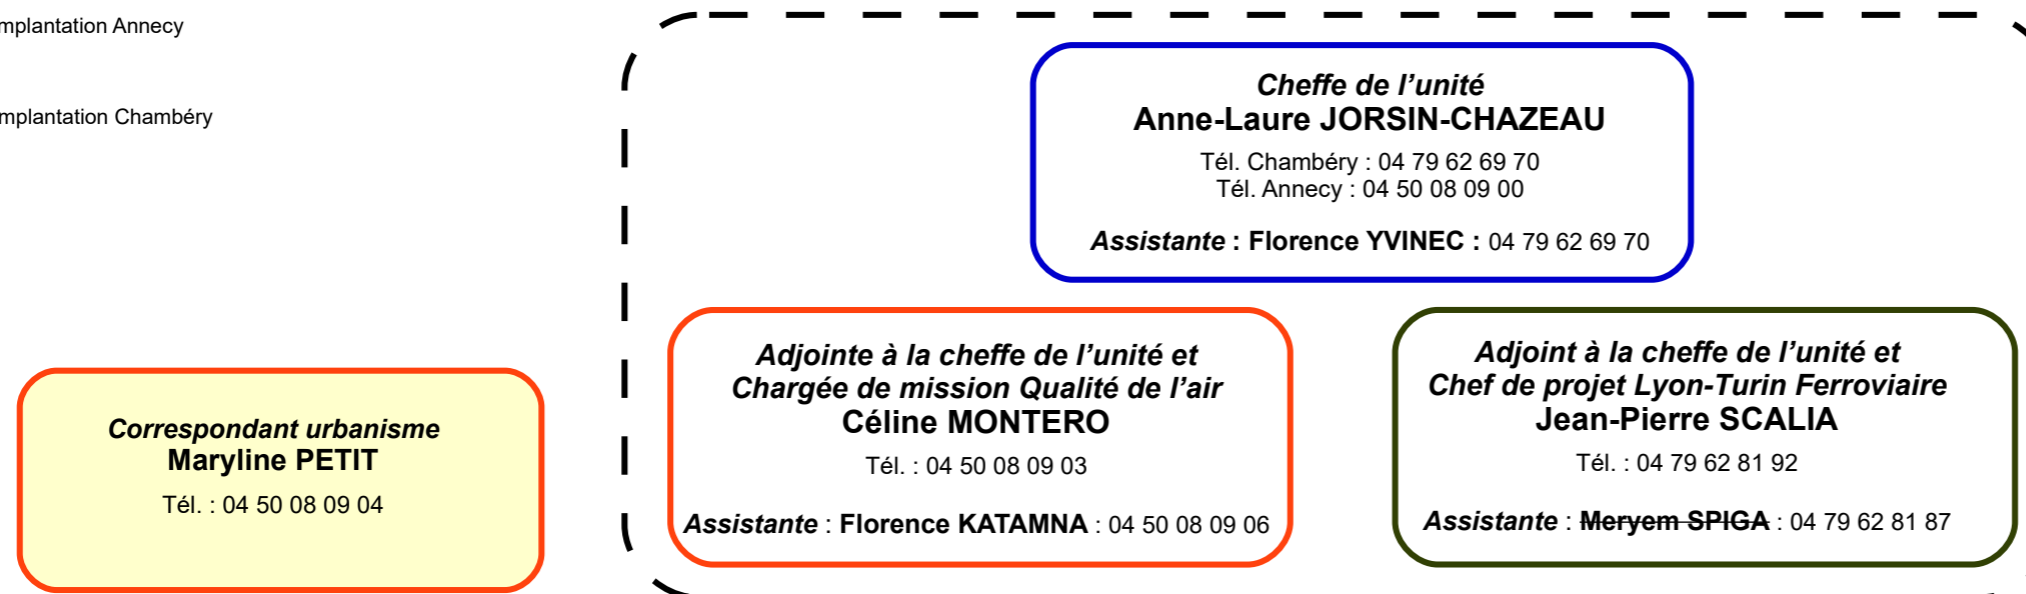 mplantation Annecy
mplantation Chambéry
Cheffe de l’unité
Anne-Laure JORSIN-CHAZEAU
Tél. Chambéry : 04 79 62 69 70
Tél. Annecy : 04 50 08 09 00
Assistante : Florence YVINEC : 04 79 62 69 70
Correspondant urbanisme
Maryline PETIT
Tél. : 04 50 08 09 04
Adjointe à la cheffe de l’unité et
Chargée de mission Qualité de l’air
Céline MONTERO
Tél. : 04 50 08 09 03
Assistante : Florence KATAMNA : 04 50 08 09 06
Adjoint à la cheffe de l’unité et
Chef de projet Lyon-Turin Ferroviaire
Jean-Pierre SCALIA
Tél. : 04 79 62 81 92
Assistante : Meryem SPIGA : 04 79 62 81 87